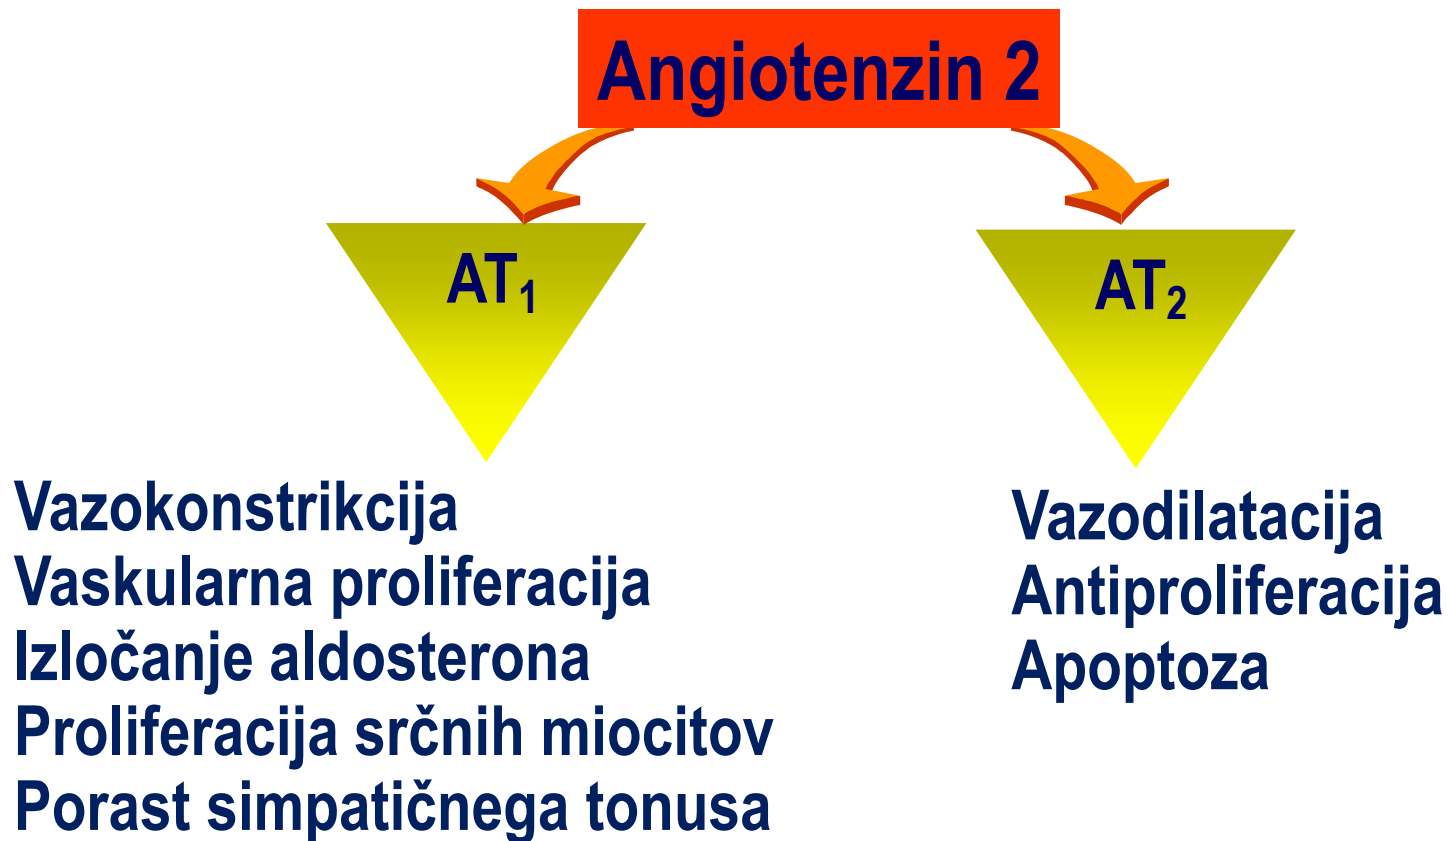 Angiotenzin 2
AT₁
AT₂
Vazokonstrikcija
Vaskularna proliferacija
Izločanje aldosterona
Proliferacija srčnih miocitov
Porast simpatičnega tonusa
Vazodilatacija
Antiproliferacija
Apoptoza